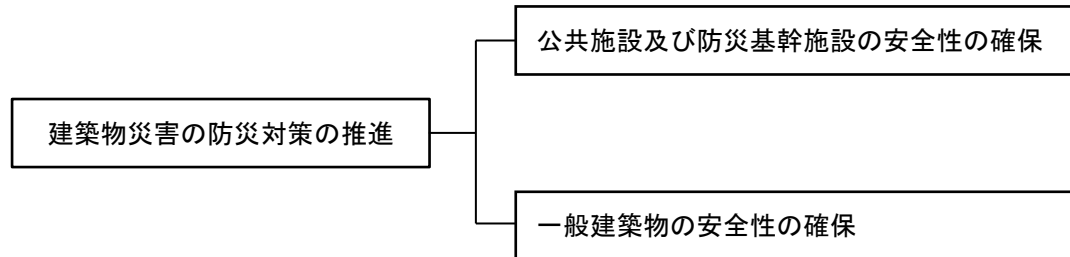 公共施設及び防災基幹施設の安全性の確保
建築物災害の防災対策の推進
一般建築物の安全性の確保